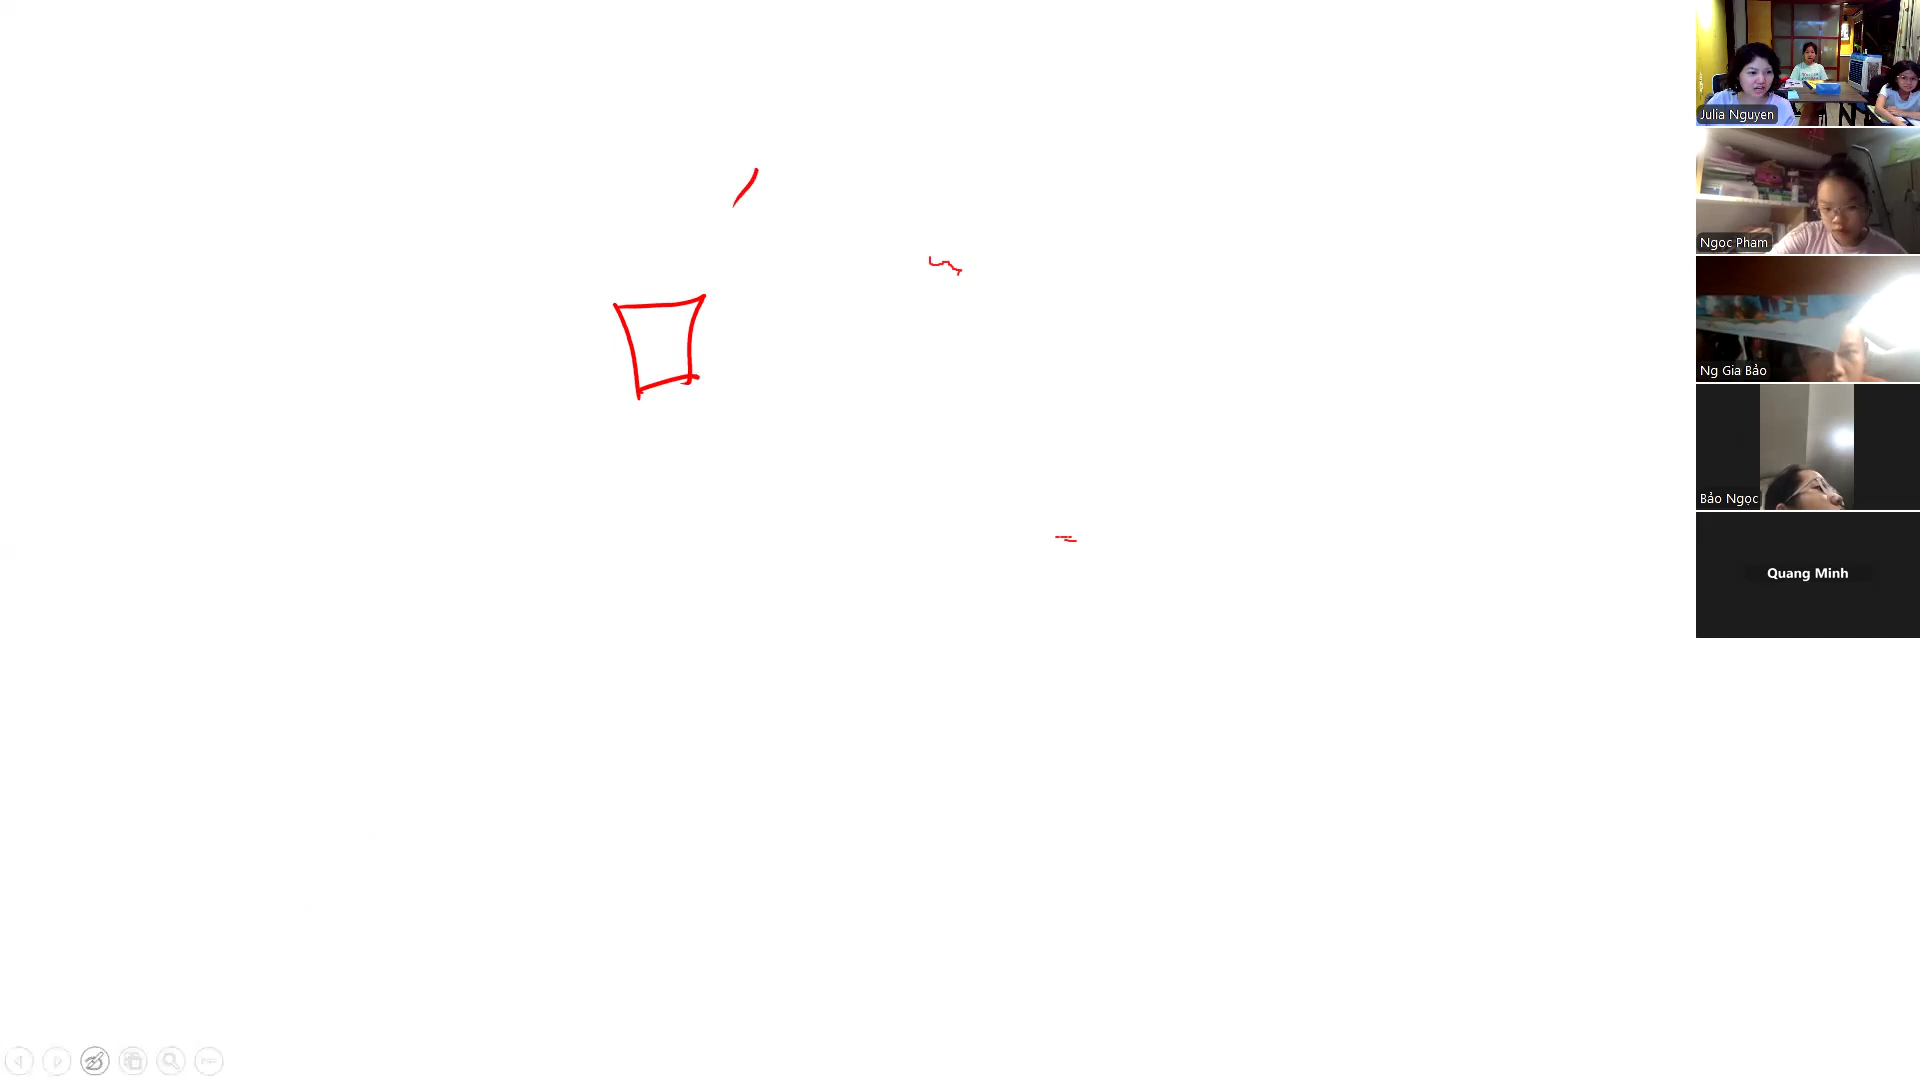 Julia Nguyen
Ngoc Pham
Ng Gia Bảo
Bảo Ngọc
Quang Minh